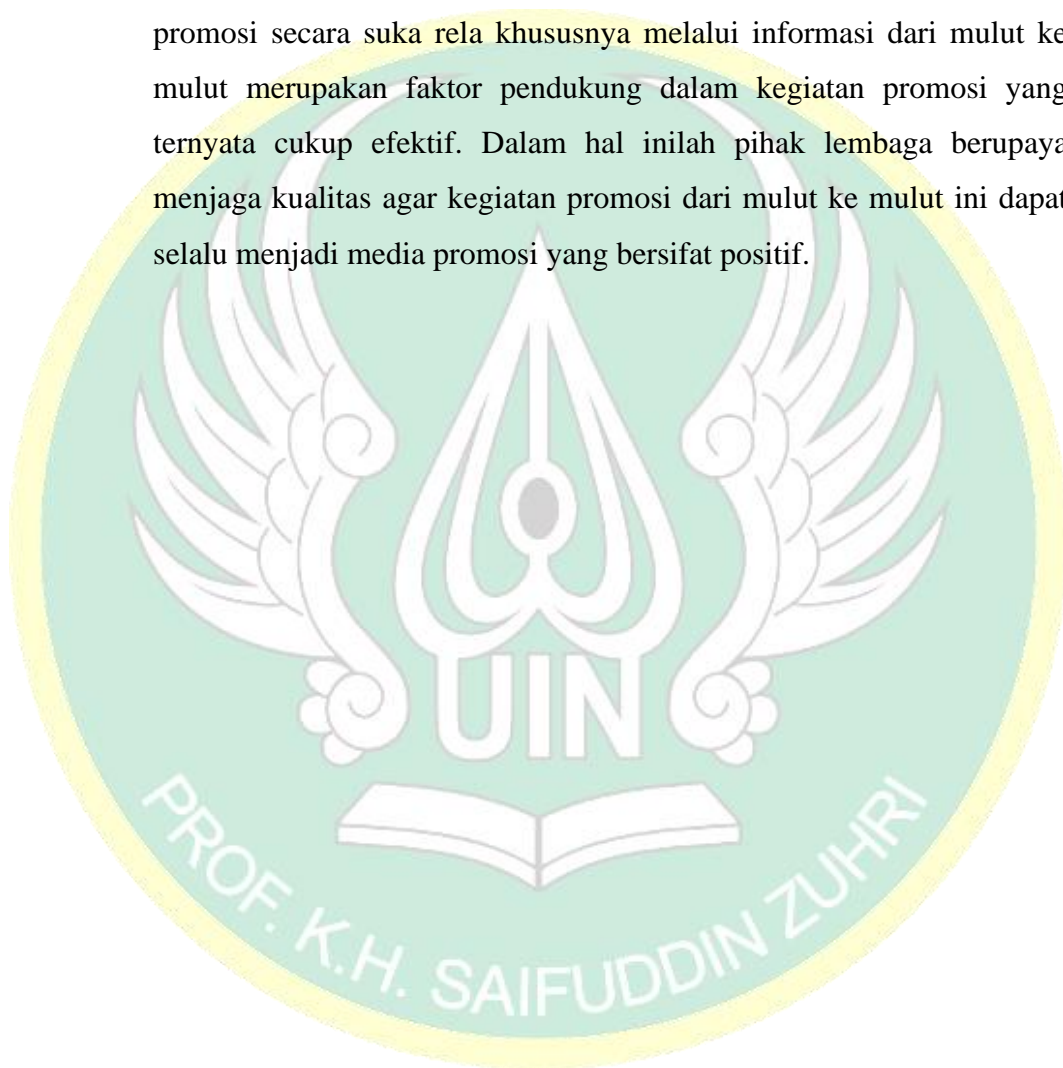 promosi secara suka rela khususnya melalui informasi dari mulut ke
mulut merupakan faktor pendukung dalam kegiatan promosi yang
ternyata cukup efektif. Dalam hal inilah pihak lembaga berupaya
menjaga kualitas agar kegiatan promosi dari mulut ke mulut ini dapat
selalu menjadi media promosi yang bersifat positif.
UIN
PROF. K.H. SAIFUDDIN ZUHRI